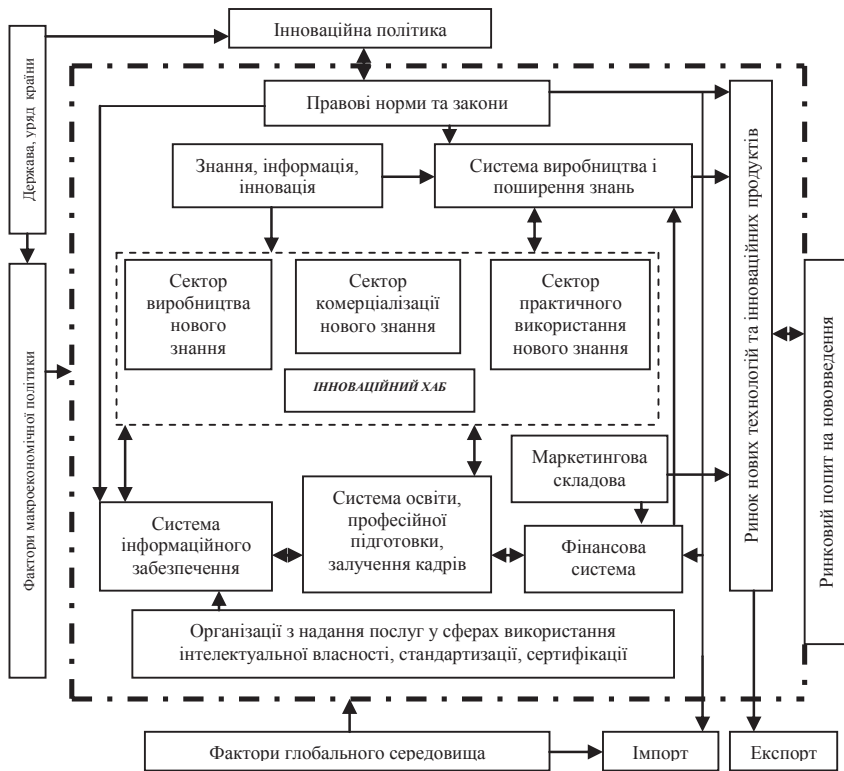 Інноваційна політика
Держава, уряд країни
Правові норми та закони
Знання, інформація,
інновація
Система виробництва і
поширення знань
Сектор
виробництва
нового
знання
Сектор
комерціалізації
нового знання
Сектор
практичного
використання
нового знання
ІННОВАЦІЙНИЙ ХАБ
Фактори макроекономічної політики
Ринок нових технологій та інноваційних продуктів
Ринковий попит на нововведення
Маркетингова
складова
Система
інформаційного
забезпечення
Система освіти,
професійної
підготовки,
залучення кадрів
Фінансова
система
Організації з надання послуг у сферах використання
інтелектуальної власності, стандартизації, сертифікації
Фактори глобального середовища
Імпорт
Експорт